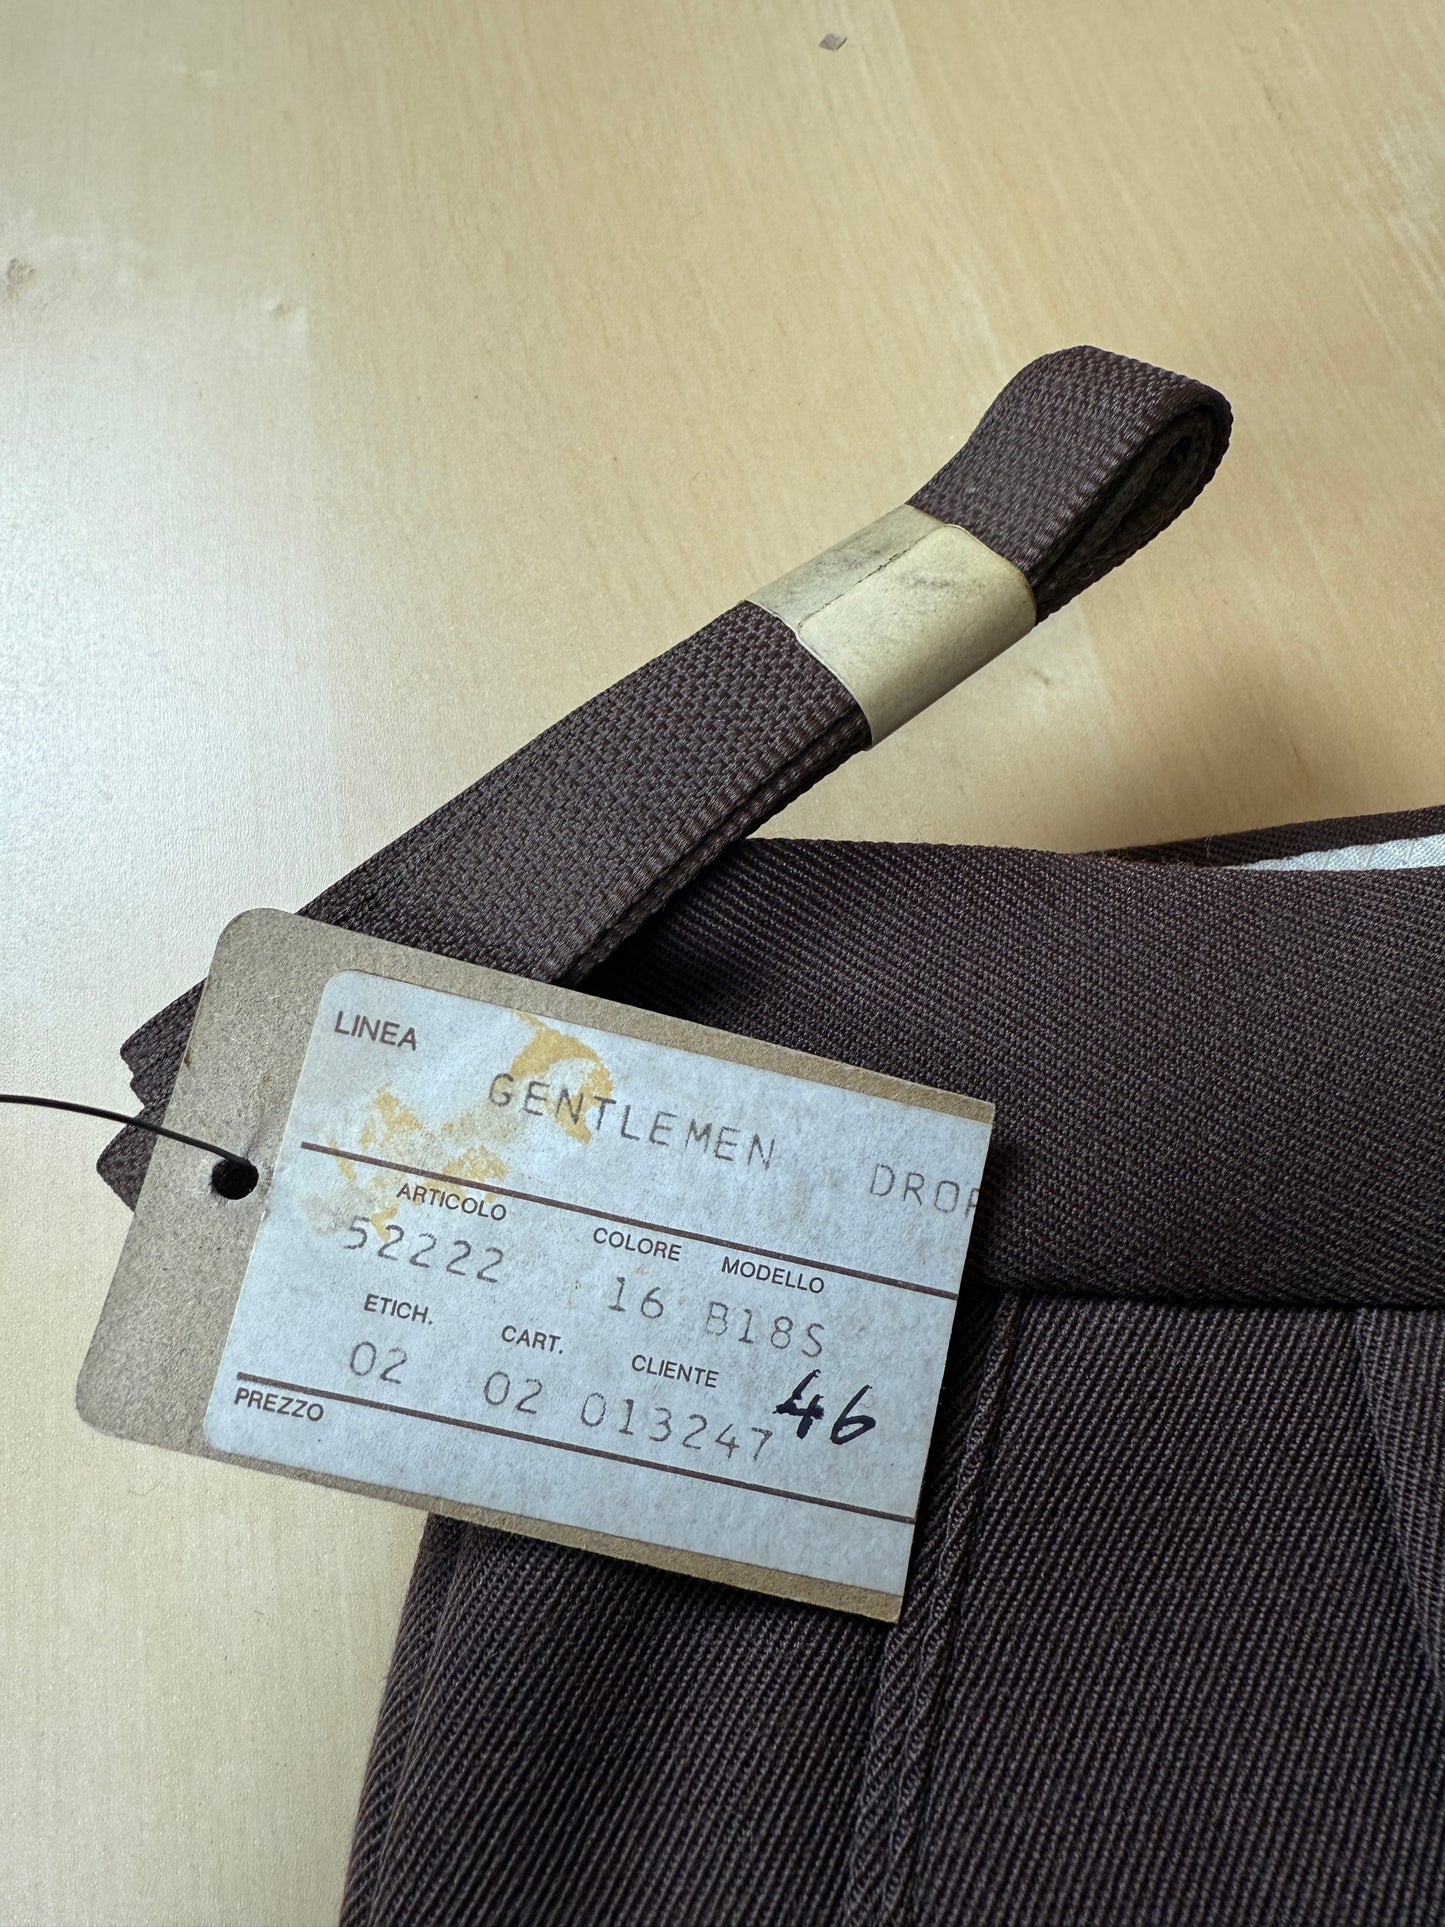 LINEA
GENTLEMEN DROP
ARTICOLO COLORE MODELLO
52222 16 B18S
ETICH. CART. CLIENTE
02 02 013247 46
PREZZO